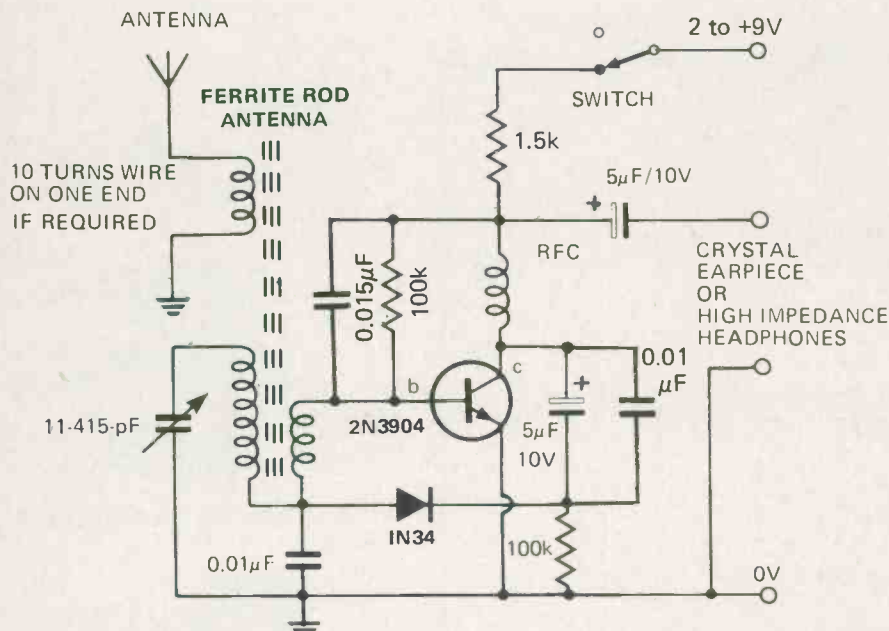 ANTENNA
2 to +9V
SWITCH
FERRITE ROD
ANTENNA
1.5k
10 TURNS WIRE
ON ONE END
IF REQUIRED
5μF/10V
+
RFC
0.015μF
100k
CRYSTAL
EARPIECE
OR
HIGH IMPEDANCE
HEADPHONES
11-415-pF
b
c
2N3904
+
5μF
10V
0.01
μF
IN34
0.01μF
100k
0V